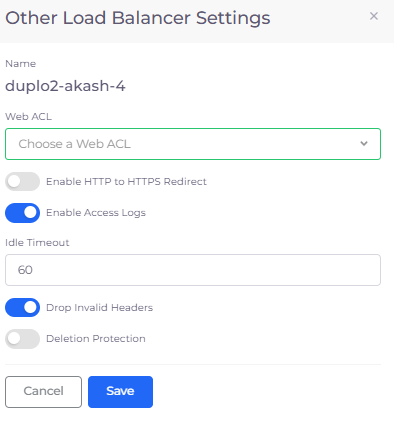 Other Load Balancer Settings
×
Name
duplo2-akash-4
Web ACL
Choose a Web ACL
Enable HTTP to HTTPS Redirect
Enable Access Logs
Idle Timeout
60
Drop Invalid Headers
Deletion Protection
Cancel Save